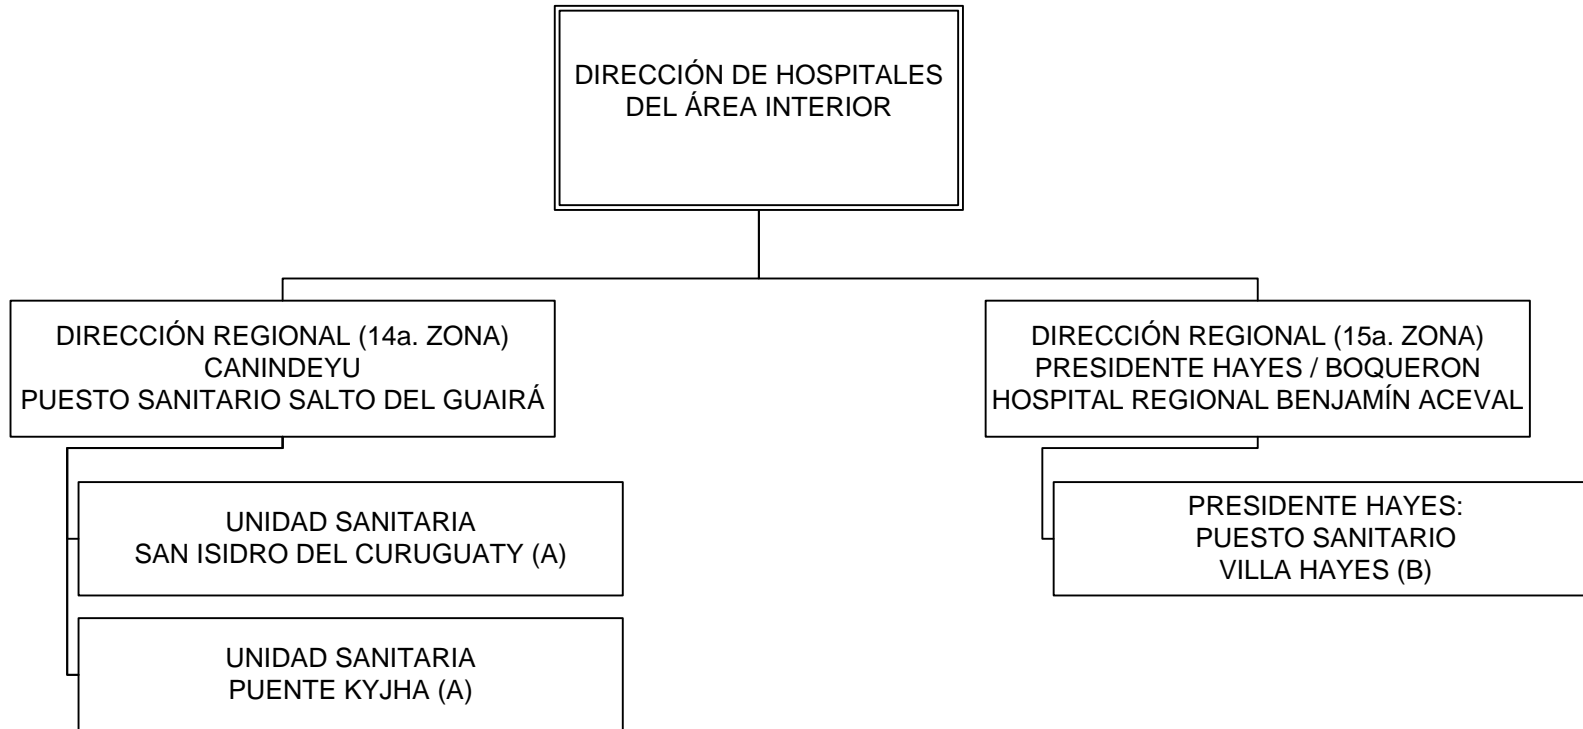 DIRECCIÓN DE HOSPITALES
DEL ÁREA INTERIOR
DIRECCIÓN REGIONAL (14a. ZONA)
CANINDEYU
PUESTO SANITARIO SALTO DEL GUAIRÁ
UNIDAD SANITARIA
SAN ISIDRO DEL CURUGUATY (A)
UNIDAD SANITARIA
PUENTE KYJHA (A)
DIRECCIÓN REGIONAL (15a. ZONA)
PRESIDENTE HAYES / BOQUERON
HOSPITAL REGIONAL BENJAMÍN ACEVAL
PRESIDENTE HAYES:
PUESTO SANITARIO
VILLA HAYES (B)